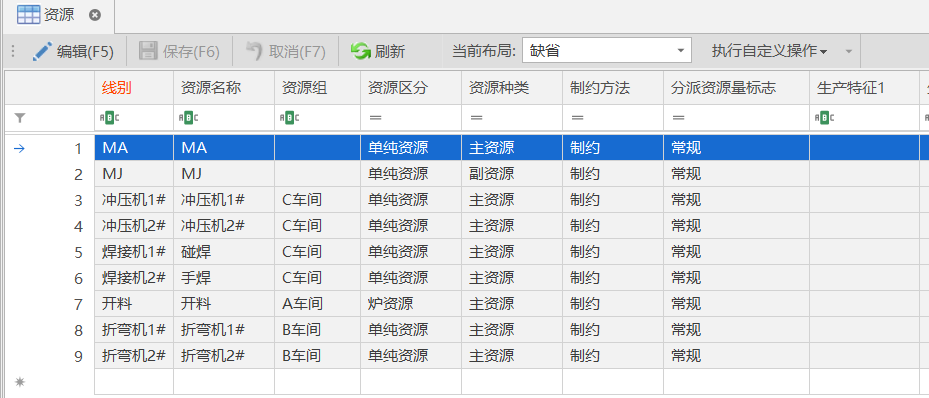 资源
编辑(F5) 保存(F6) 取消(F7) 刷新 当前布局: 缺省 执行自定义操作
线别 资源名称 资源组 资源区分 资源种类 制约方法 分派资源量标志 生产特征1
ABC ABC ABC = = = = ABC
1 MA MA 单纯资源 主资源 制约 常规
2 MJ MJ 单纯资源 副资源 制约 常规
3 冲压机1# 冲压机1# C车间 单纯资源 主资源 制约 常规
4 冲压机2# 冲压机2# C车间 单纯资源 主资源 制约 常规
5 焊接机1# 碰焊 C车间 单纯资源 主资源 制约 常规
6 焊接机2# 手焊 C车间 单纯资源 主资源 制约 常规
7 开料 开料 A车间 炉资源 主资源 制约 常规
8 折弯机1# 折弯机1# B车间 单纯资源 主资源 制约 常规
9 折弯机2# 折弯机2# B车间 单纯资源 主资源 制约 常规